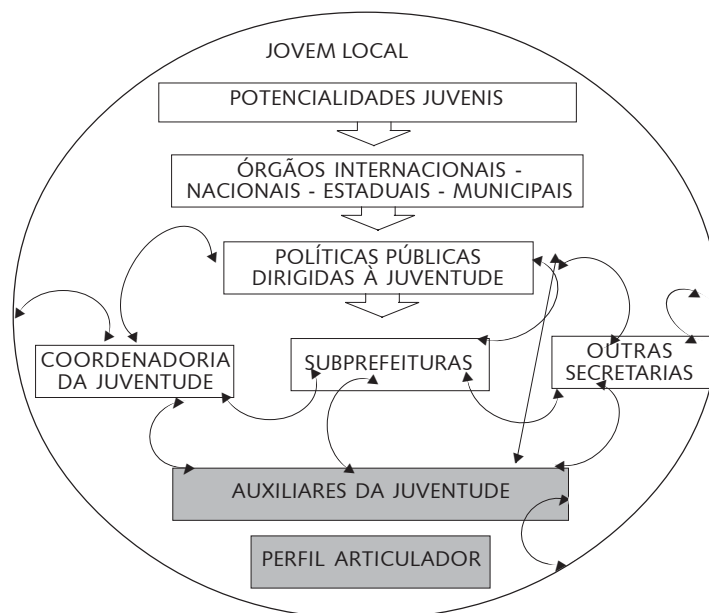 JOVEM LOCAL
POTENCIALIDADES JUVENIS
ÓRGÃOS INTERNACIONAIS -
NACIONAIS - ESTADUAIS - MUNICIPAIS
POLÍTICAS PÚBLICAS
DIRIGIDAS À JUVENTUDE
COORDENADORIA
DA JUVENTUDE
SUBPREFEITURAS
OUTRAS
SECRETARIAS
AUXILIARES DA JUVENTUDE
PERFIL ARTICULADOR